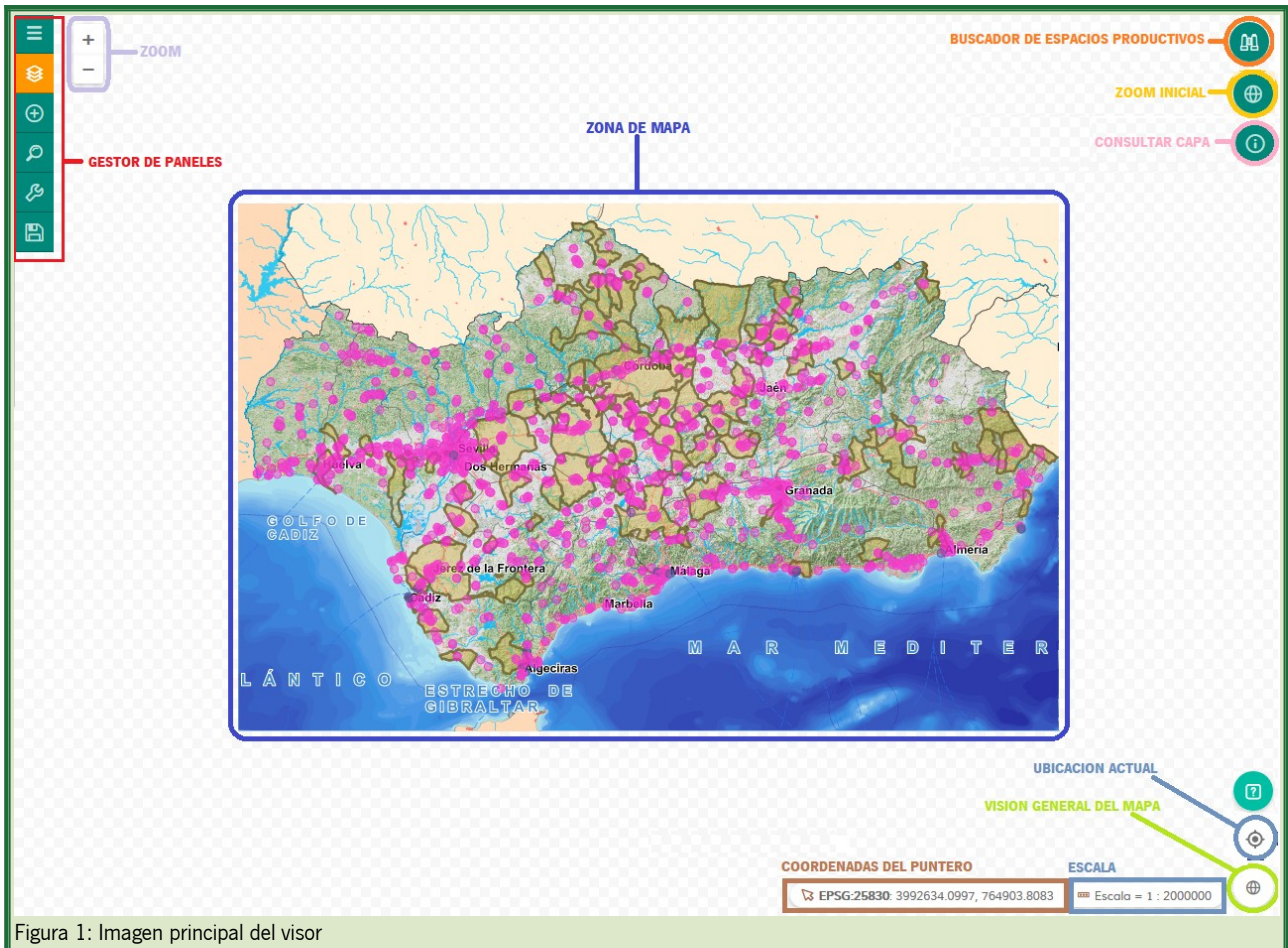 +
ZOOM
−
BUSCADOR DE ESPACIOS PRODUCTIVOS
ZOOM INICIAL
CONSULTAR CAPA
ZONA DE MAPA
GESTOR DE PANELES
Córdoba
Jaén
Sevilla
Huelva
Dos Hermanas
Granada
GOLFO DE
CADIZ
Almería
Jerez de la Frontera
Málaga
Cádiz
Marbella
MAR MEDITER
Algeciras
LÁNTICO
ESTRECHO DE
GIBRALTAR
UBICACION ACTUAL
?
VISION GENERAL DEL MAPA
COORDENADAS DEL PUNTERO
ESCALA
EPSG:25830: 3992634.0997, 764903.8083
Escala = 1 : 2000000
Figura 1: Imagen principal del visor